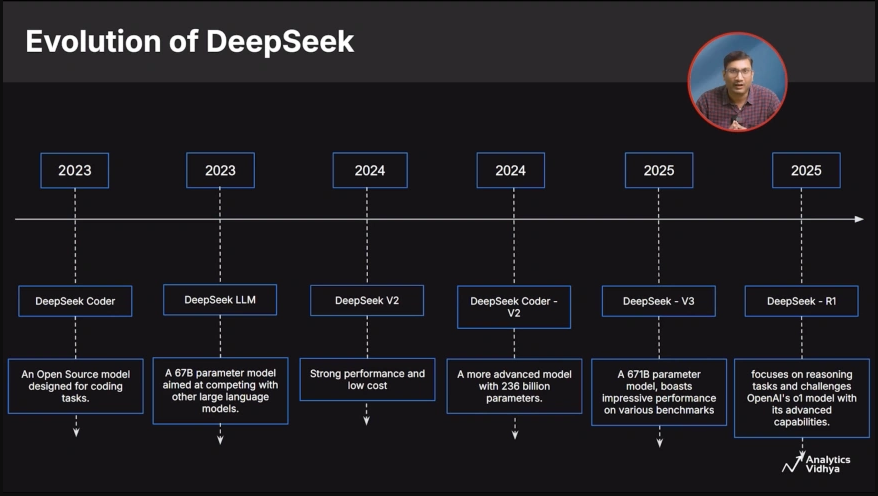 Evolution of DeepSeek
2023
2023
2024
2024
2025
2025
DeepSeek Coder
DeepSeek LLM
DeepSeek V2
DeepSeek Coder -
V2
DeepSeek - V3
DeepSeek - R1
An Open Source model
designed for coding
tasks.
A 67B parameter model
aimed at competing with
other large language
models.
Strong performance and
low cost
A more advanced model
with 236 billion
parameters.
A 671B parameter
model, boasts
impressive performance
on various benchmarks
focuses on reasoning
tasks and challenges
OpenAI's o1 model with
its advanced
capabilities.
Analytics
Vidhya